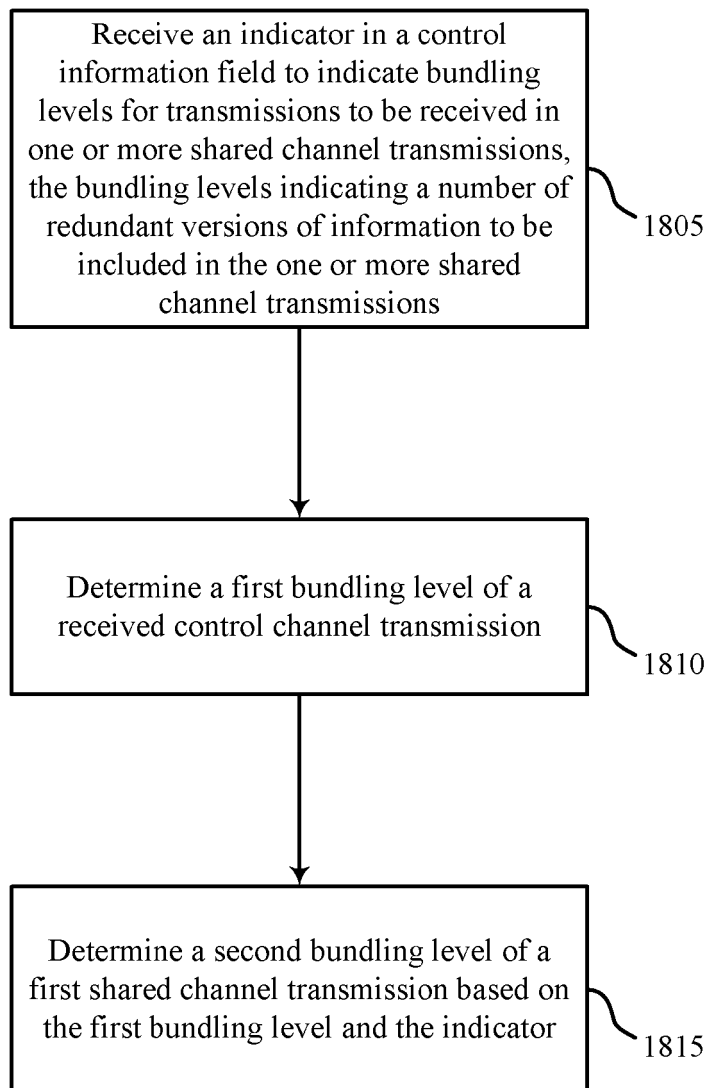 Receive an indicator in a control
information field to indicate bundling
levels for transmissions to be received in
one or more shared channel transmissions,
the bundling levels indicating a number of
redundant versions of information to be
included in the one or more shared
channel transmissions
1805
Determine a first bundling level of a
received control channel transmission
1810
Determine a second bundling level of a
first shared channel transmission based on
the first bundling level and the indicator
1815